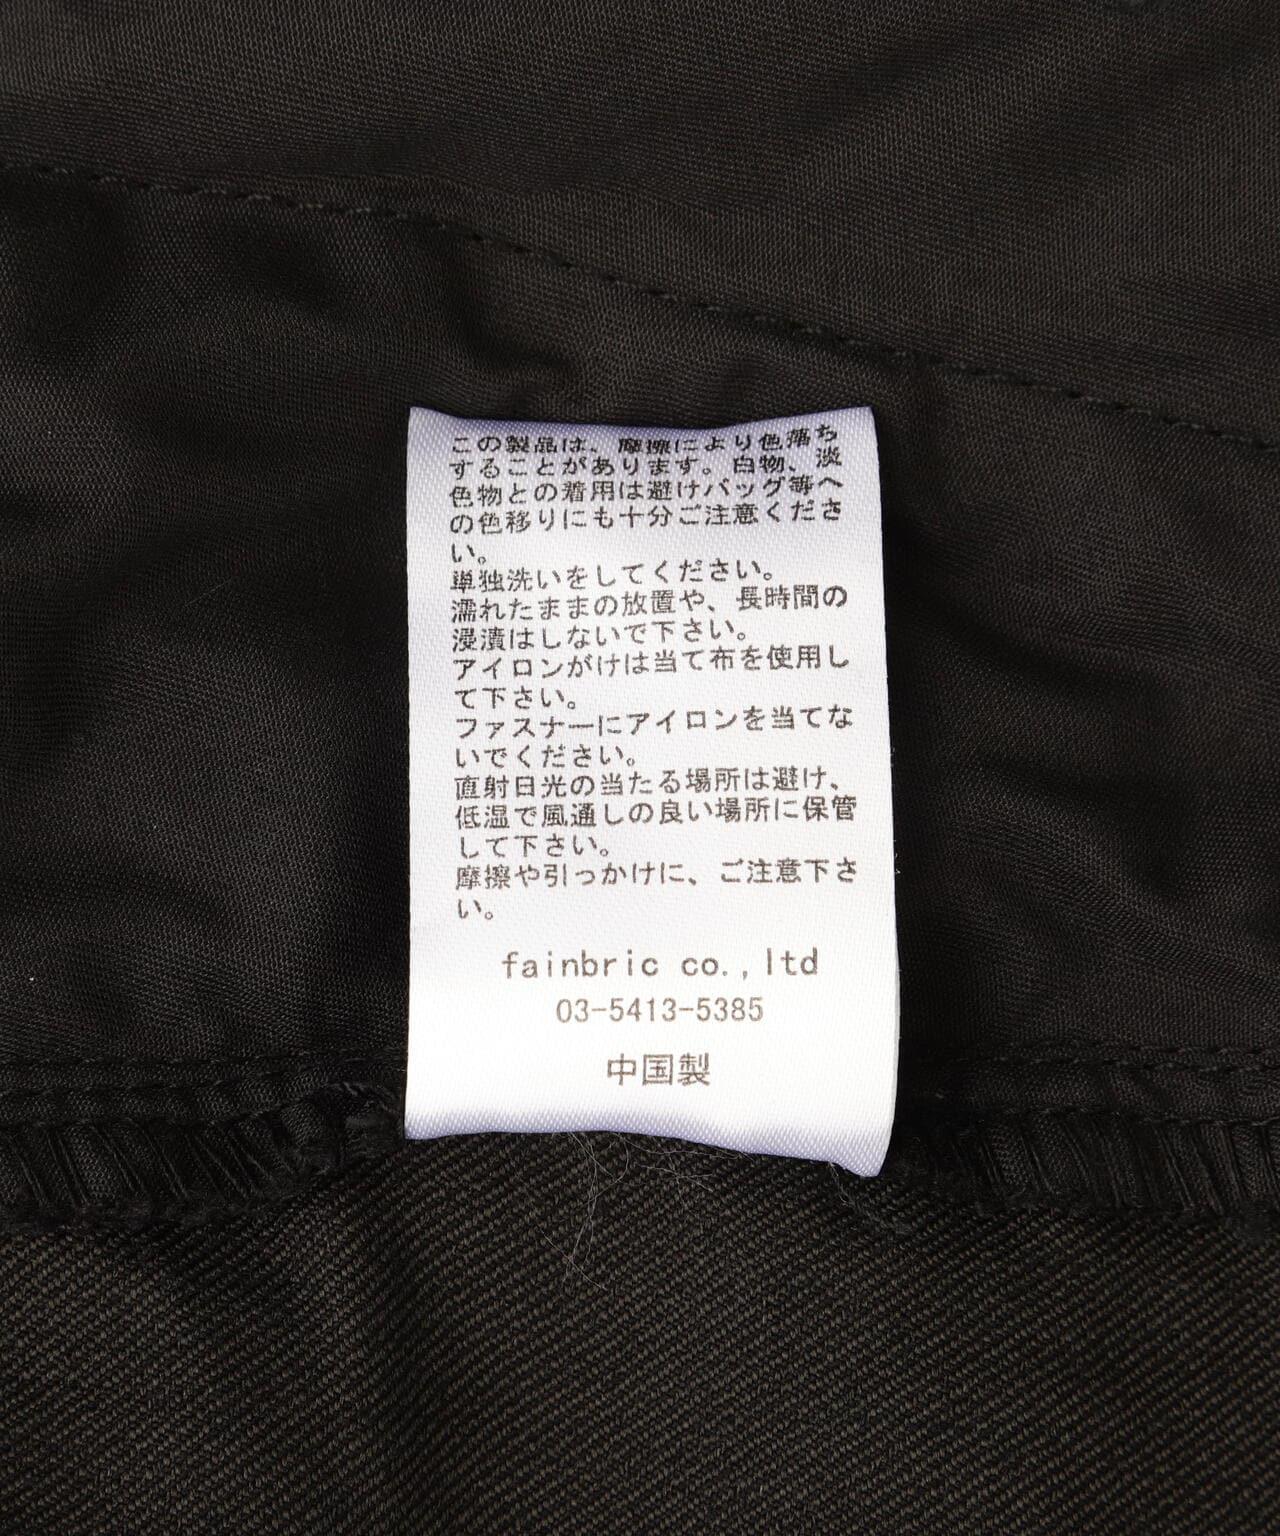 この製品は、摩擦により色落ち
することがあります。白物、淡
色物との着用は避けバッグ等へ
の色移りにも十分ご注意くださ
い。
単独洗いをしてください。
濡れたままの放置や、長時間の
浸漬はしないで下さい。
アイロンがけは当て布を使用し
て下さい。
ファスナーにアイロンを当てな
いでください。
直射日光の当たる場所は避け、
低温で風通しの良い場所に保管
して下さい。
摩擦や引っかけに、ご注意下さ
い。
fainbric co.,ltd
03-5413-5385
中国製